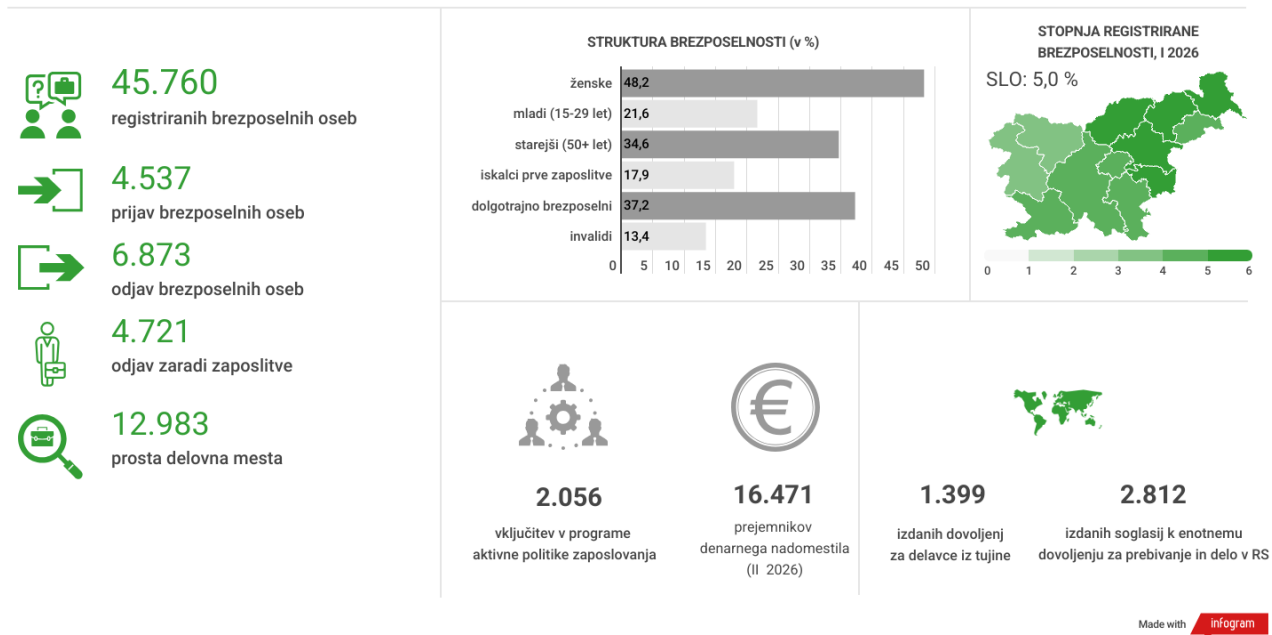 45.760
registriranih brezposelnih oseb
4.537
prijav brezposelnih oseb
6.873
odjav brezposelnih oseb
4.721
odjav zaradi zaposlitve
12.983
prosta delovna mesta
STRUKTURA BREZPOSELNOSTI (v %)
ženske 48,2
mladi (15-29 let) 21,6
starejši (50+ let) 34,6
iskalci prve zaposlitve 17,9
dolgotrajno brezposelni 37,2
invalidi 13,4
0 5 10 15 20 25 30 35 40 45 50
STOPNJA REGISTRIRANE
BREZPOSELNOSTI, I 2026
SLO: 5,0 %
0 1 2 3 4 5 6
?
2.056
vključitev v programe
aktivne politike zaposlovanja
€
16.471
prejemnikov
denarnega nadomestila
(II 2026)
1.399
izdanih dovoljenj
za delavce iz tujine
2.812
izdanih soglasij k enotnemu
dovoljenju za prebivanje in delo v RS
Made with infogram